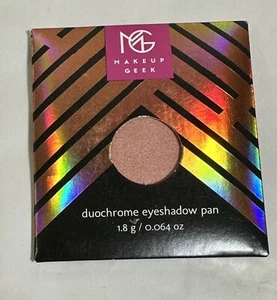 MG
MAKEUP
GEEK
duochrome eyeshadow pan
1.8 g / 0.064 oz